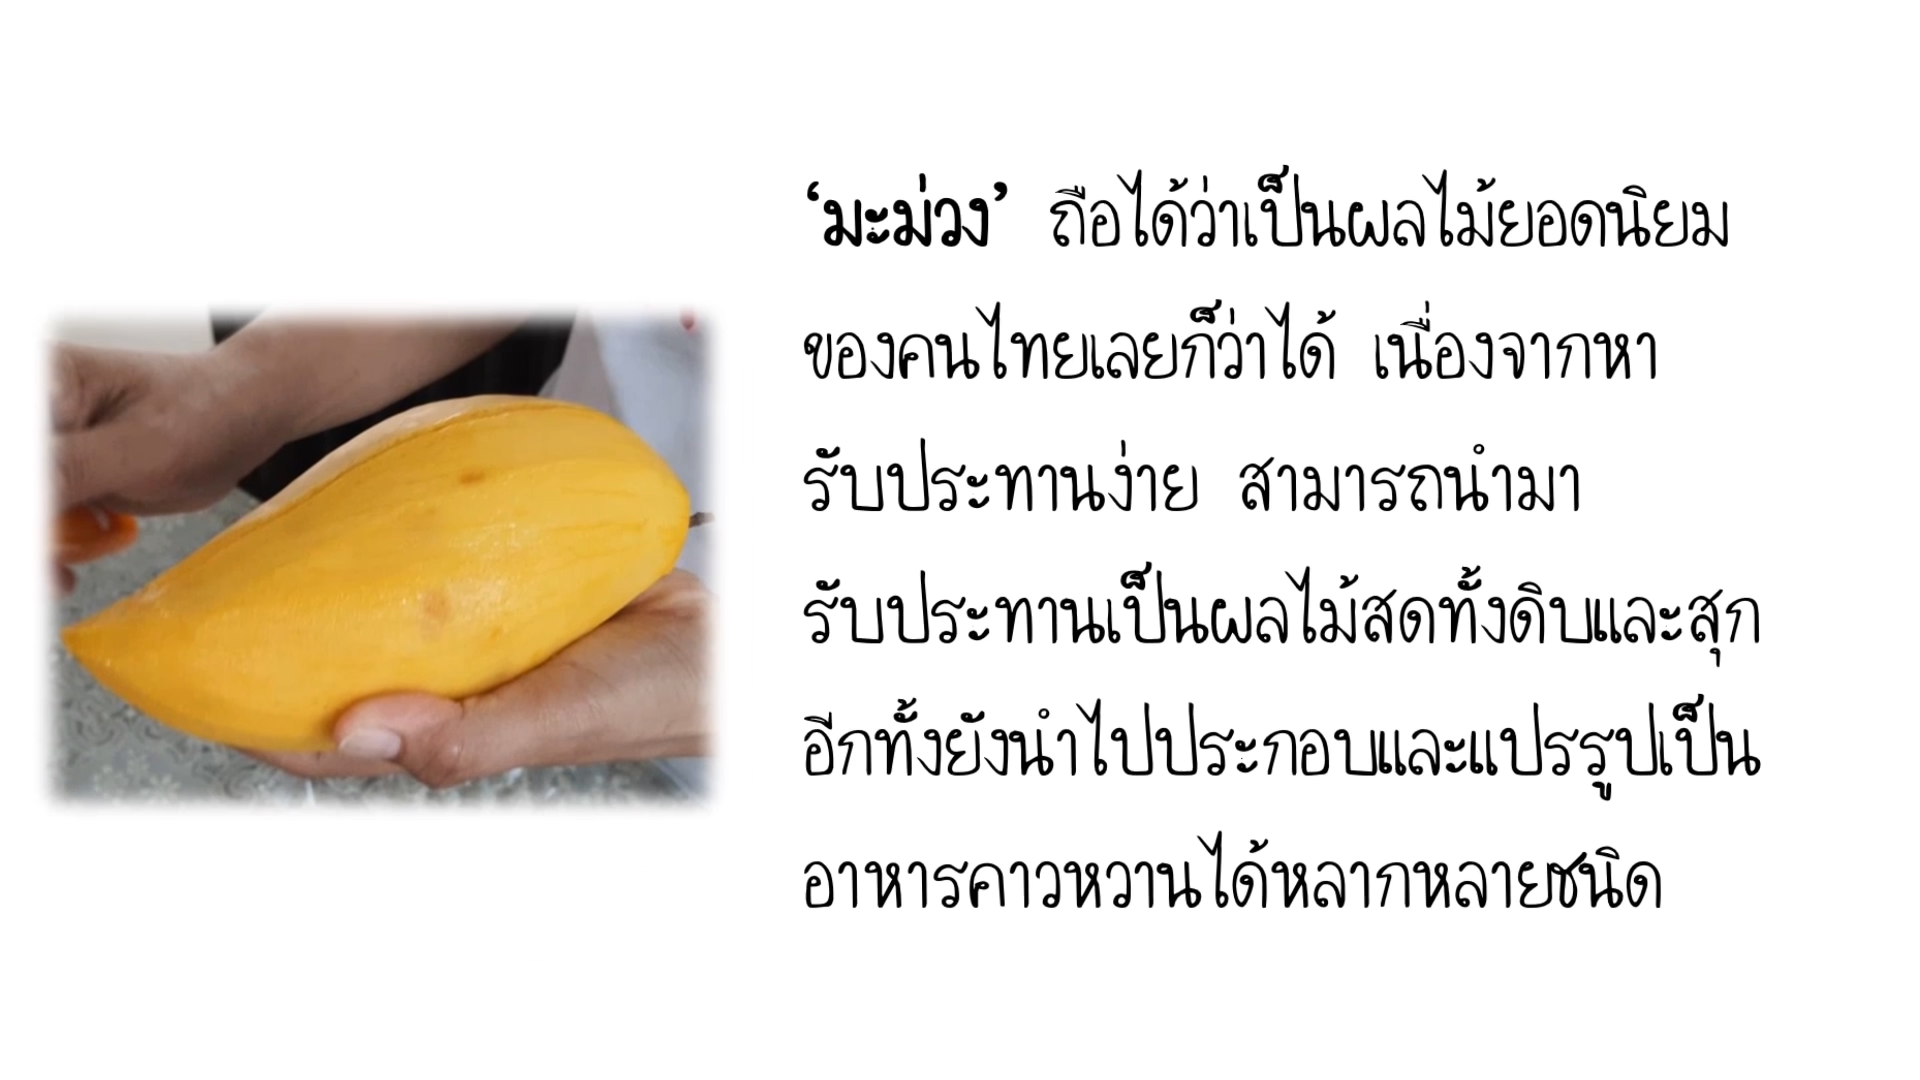 ‘มะม่วง’ ถือได้ว่าเป็นผลไม้ยอดนิยม
ของคนไทยเลยก็ว่าได้ เนื่องจากหา
รับประทานง่าย สามารถนำมา
รับประทานเป็นผลไม้สดทั้งดิบและสุก
อีกทั้งยังนำไปประกอบและแปรรูปเป็น
อาหารคาวหวานได้หลากหลายชนิด